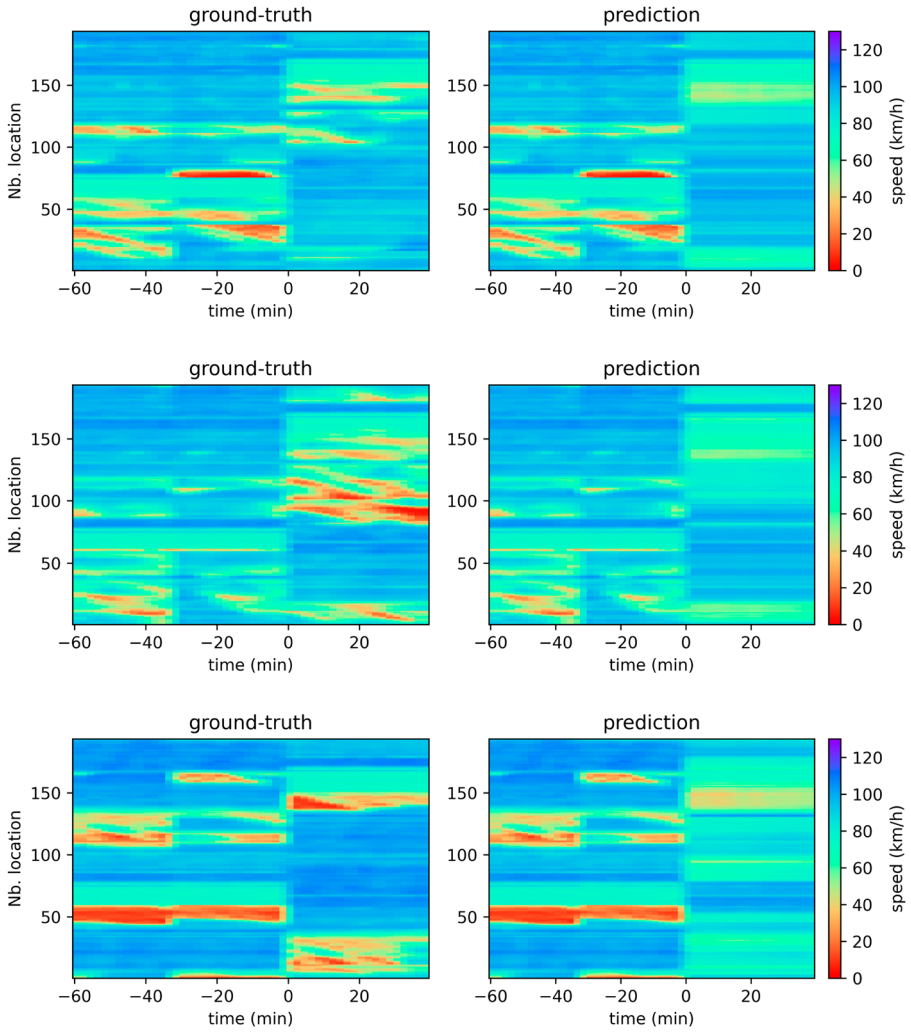 ground-truth prediction
150
100
50
Nb. location
−60 −40 −20 0 20
time (min)
−60 −40 −20 0 20
time (min)
120
100
80
60
40
20
0
speed (km/h)
ground-truth prediction
150
100
50
Nb. location
−60 −40 −20 0 20
time (min)
−60 −40 −20 0 20
time (min)
120
100
80
60
40
20
0
speed (km/h)
ground-truth prediction
150
100
50
Nb. location
−60 −40 −20 0 20
time (min)
−60 −40 −20 0 20
time (min)
120
100
80
60
40
20
0
speed (km/h)